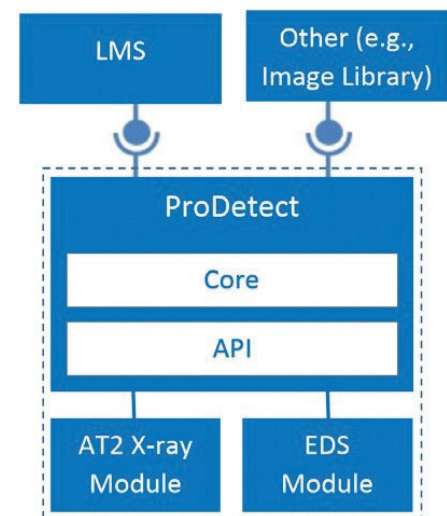 LMS
Other (e.g.,
Image Library)
ProDetect
Core
API
AT2 X-ray
Module
EDS
Module